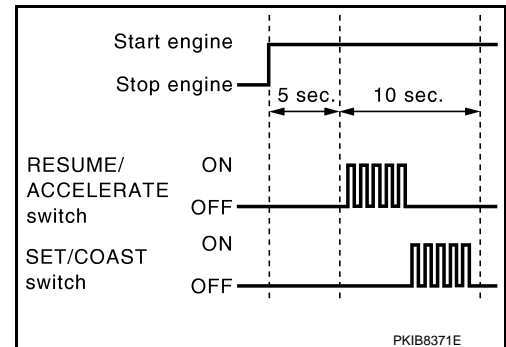 Start engine
Stop engine
5 sec. 10 sec.
RESUME/ ON
ACCELERATE
switch OFF
SET/COAST ON
switch OFF
PKIB8371E